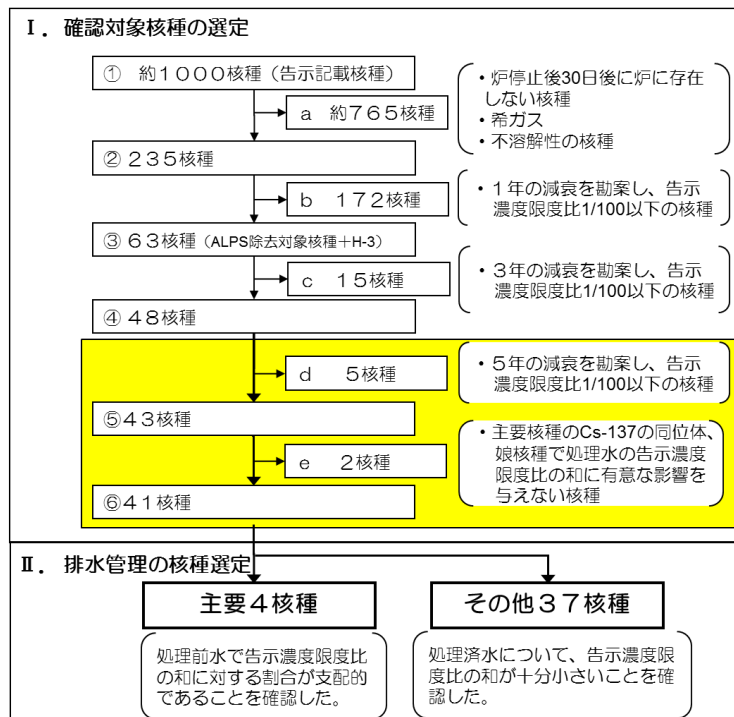 Ⅰ．確認対象核種の選定
① 約１０００核種（告示記載核種）
a 約７６５核種
・炉停止後30日後に炉に存在
しない核種
・希ガス
・不溶解性の核種
② ２３５核種
b １７２核種
・１年の減衰を勘案し、告示
濃度限度比1/100以下の核種
③ ６３核種（ALPS除去対象核種＋H-3）
c １５核種
・３年の減衰を勘案し、告示
濃度限度比1/100以下の核種
④ ４８核種
d ５核種
・５年の減衰を勘案し、告示
濃度限度比1/100以下の核種
⑤４３核種
e ２核種
・主要核種のCs-137の同位体、
娘核種で処理水の告示濃度
限度比の和に有意な影響を
与えない核種
⑥４１核種
Ⅱ．排水管理の核種選定
主要４核種
その他３７核種
処理前水で告示濃度限度比
の和に対する割合が支配的
であることを確認した。
処理済水について、告示濃度限度
比の和が十分小さいことを確
認した。